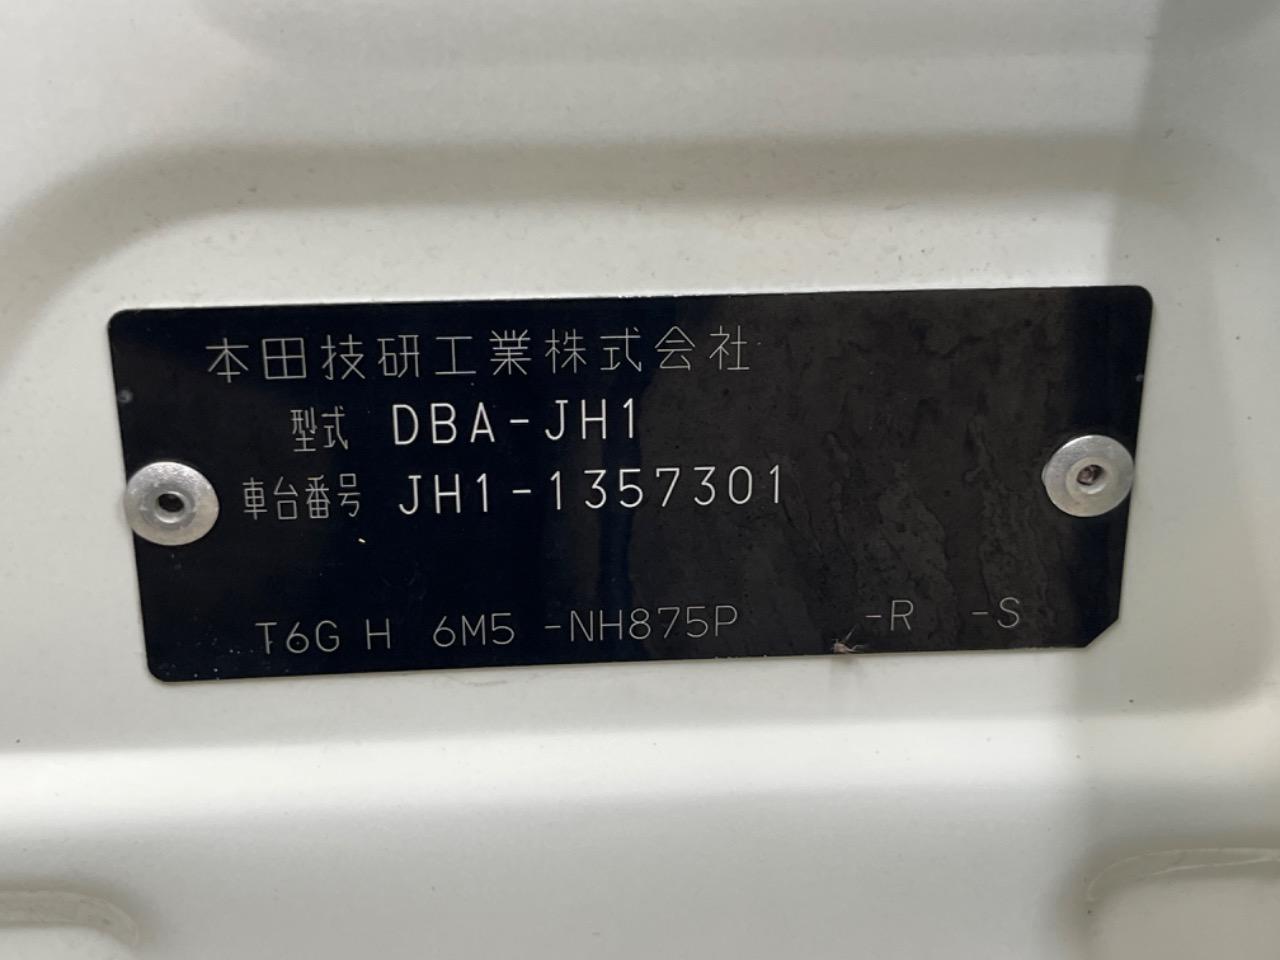 本田技研工業株式会社
型式 DBA-JH1
車台番号 JH1-1357301
T6G H 6M5 -NH875P -R -S